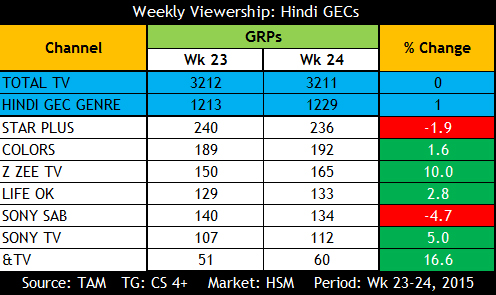 Weekly Viewership: Hindi GECs
Channel GRPs % Change
Wk 23 Wk 24
TOTAL TV 3212 3211 0
HINDI GEC GENRE 1213 1229 1
STAR PLUS 240 236 -1.9
COLORS 189 192 1.6
Z ZEE TV 150 165 10.0
LIFE OK 129 133 2.8
SONY SAB 140 134 -4.7
SONY TV 107 112 5.0
&TV 51 60 16.6
Source: TAM TG: CS 4+ Market: HSM Period: Wk 23-24, 2015